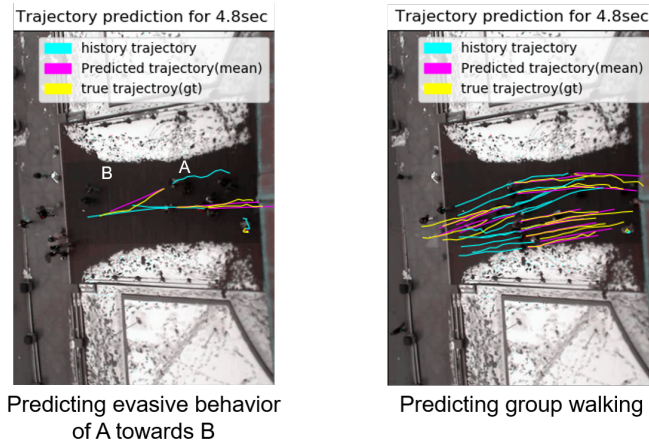 Trajectory prediction for 4.8sec
history trajectory
Predicted trajectory(mean)
true trajectroy(gt)
B
A
Predicting evasive behavior
of A towards B
Trajectory prediction for 4.8sec
history trajectory
Predicted trajectory(mean)
true trajectroy(gt)
Predicting group walking